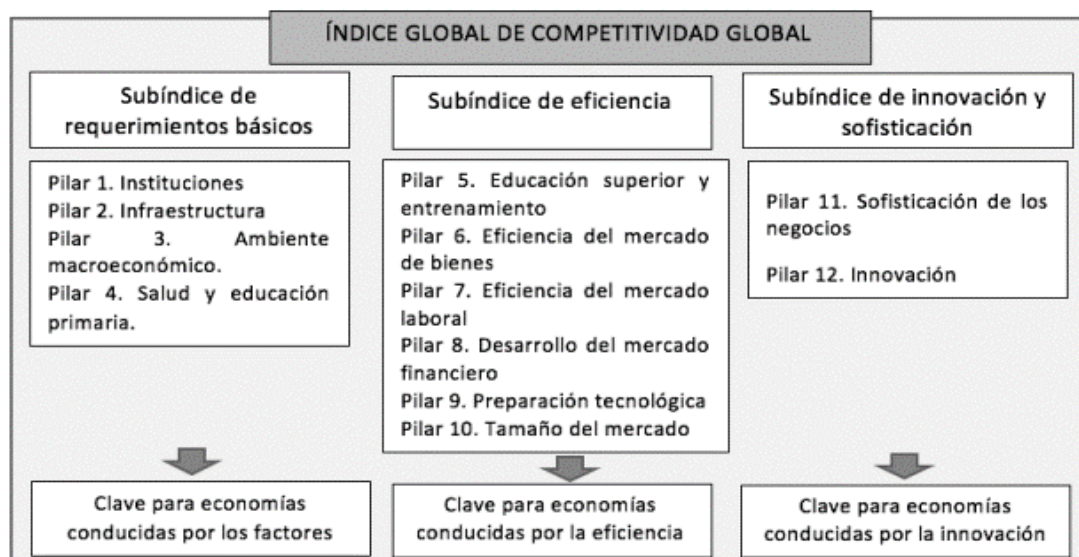 ÍNDICE GLOBAL DE COMPETITIVIDAD GLOBAL
Subíndice de
requerimientos básicos
Pilar 1. Instituciones
Pilar 2. Infraestructura
Pilar 3. Ambiente
macroeconómico.
Pilar 4. Salud y educación
primaria.
Clave para economías
conducidas por los factores
Subíndice de eficiencia
Pilar 5. Educación superior y
entrenamiento
Pilar 6. Eficiencia del mercado
de bienes
Pilar 7. Eficiencia del mercado
laboral
Pilar 8. Desarrollo del mercado
financiero
Pilar 9. Preparación tecnológica
Pilar 10. Tamaño del mercado
Clave para economías
conducidas por la eficiencia
Subíndice de innovación y
sofisticación
Pilar 11. Sofisticación de los
negocios
Pilar 12. Innovación
Clave para economías
conducidas por la innovación